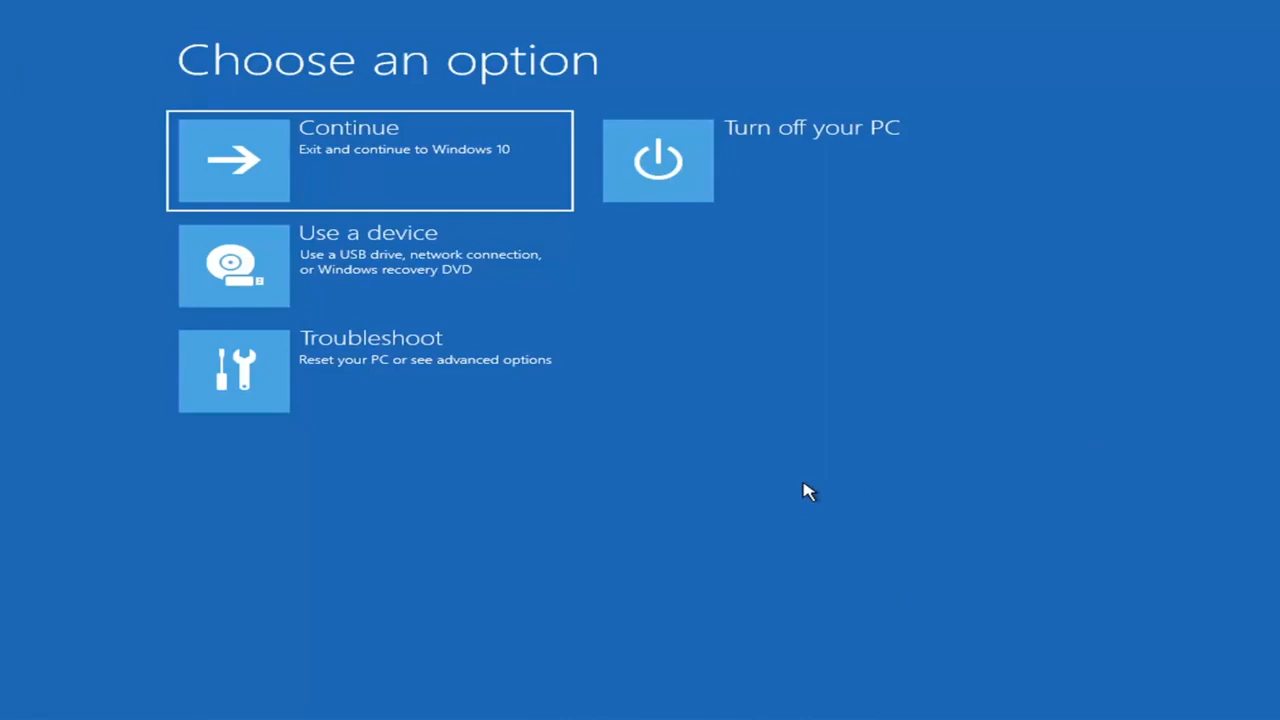 Choose an option
Continue
Exit and continue to Windows 10
Turn off your PC
Use a device
Use a USB drive, network connection,
or Windows recovery DVD
Troubleshoot
Reset your PC or see advanced options